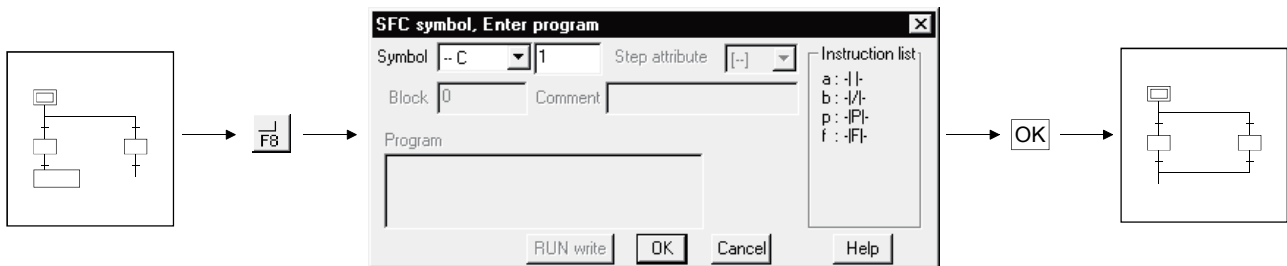 SFC symbol, Enter program
Symbol -- C 1 Step attribute [--] Instruction list
a : -| |-
Block 0 Comment b : -|/|-
p : -|P|-
f : -|F|-
F8 OK
Program
RUN write OK Cancel Help